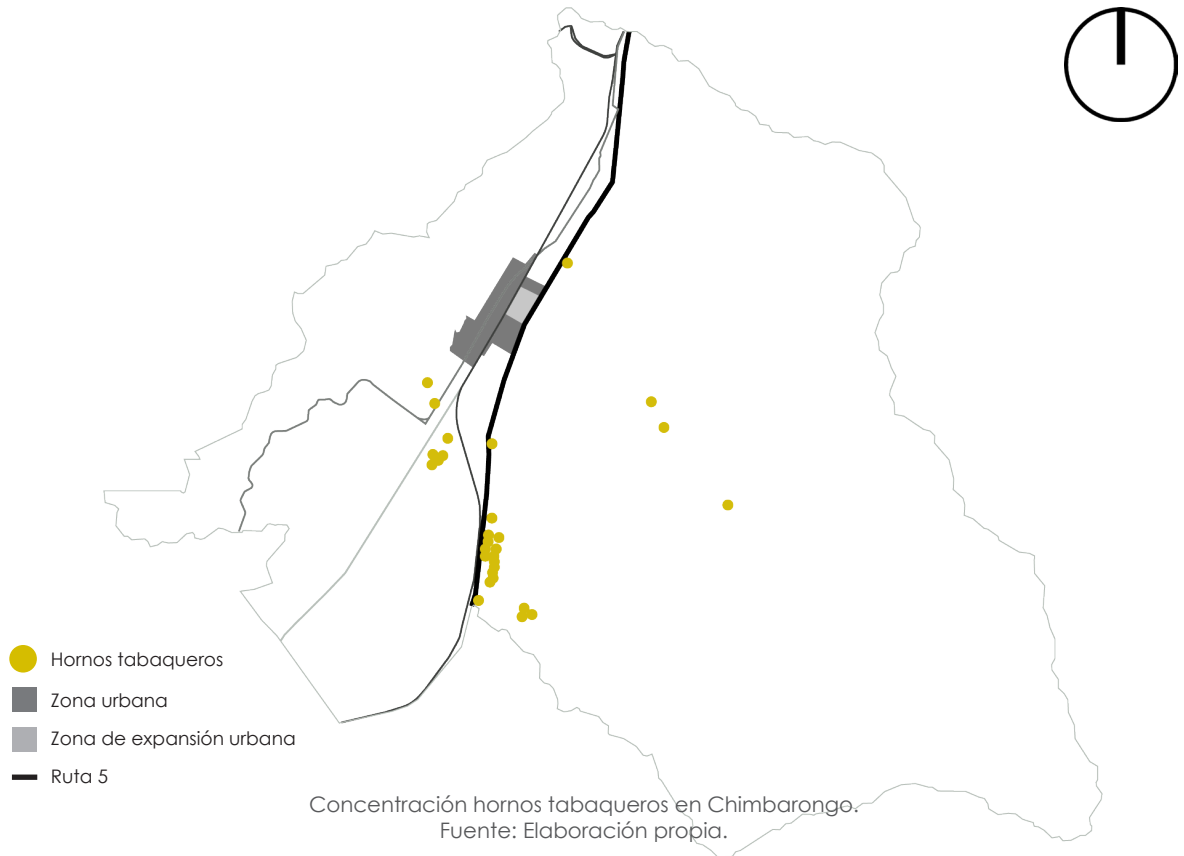 Hornos tabaqueros
Zona urbana
Zona de expansión urbana
Ruta 5
Concentración hornos tabaqueros en Chimbarongo.
Fuente: Elaboración propia.